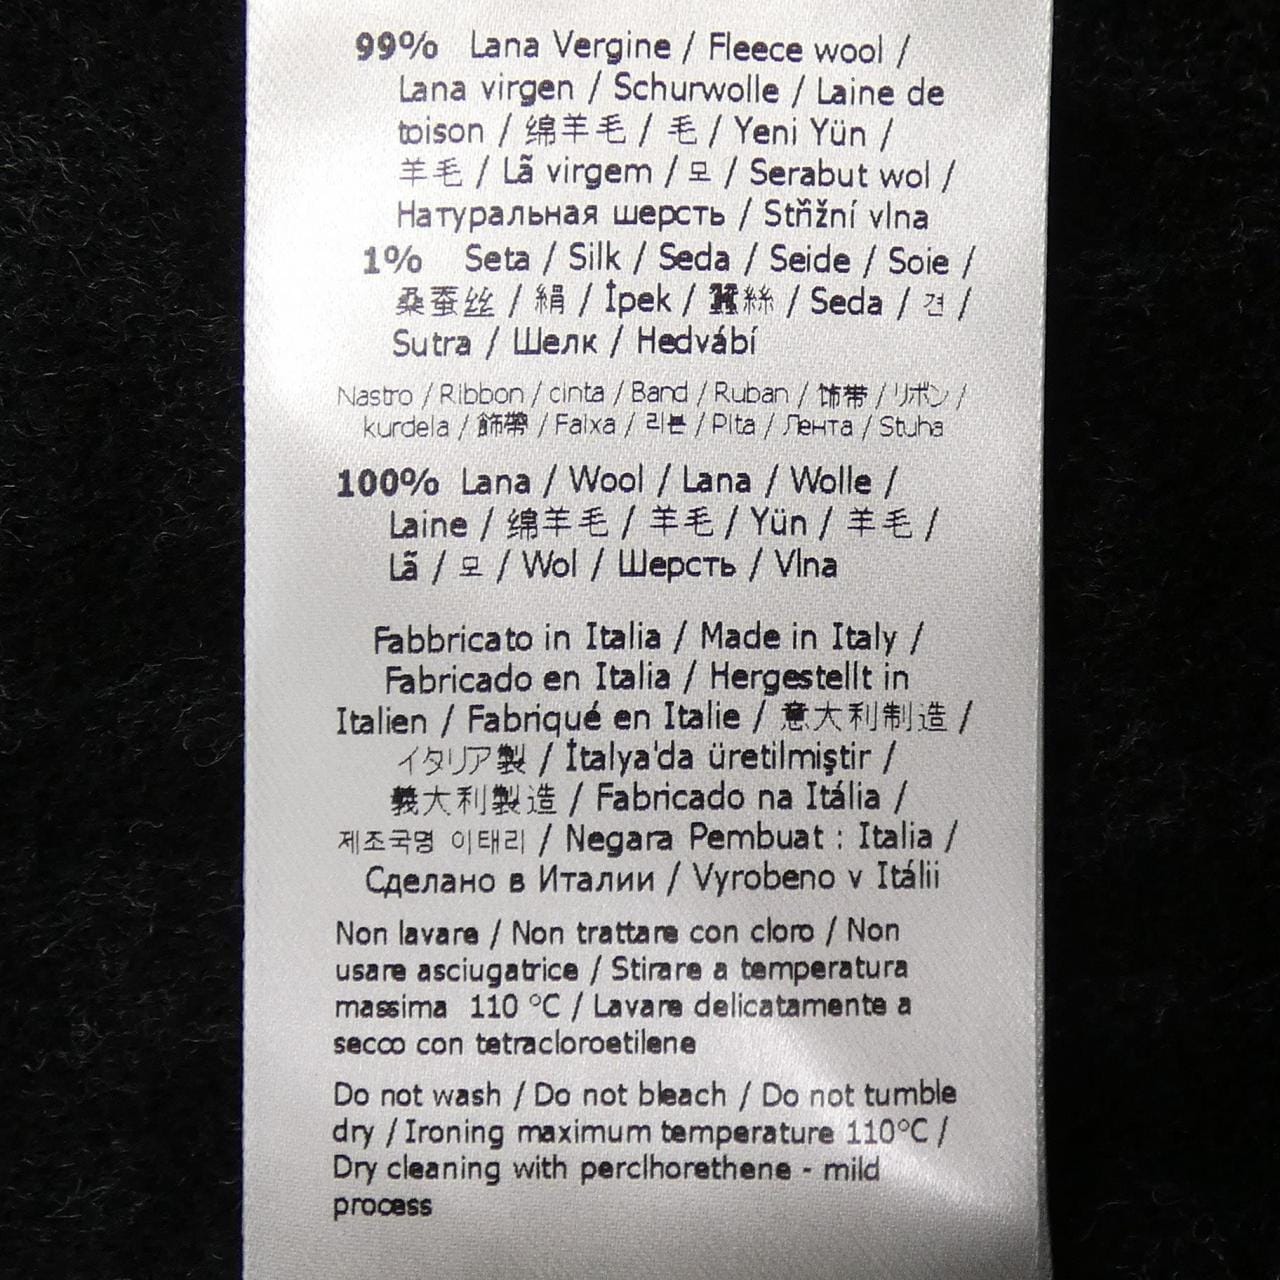 99% Lana Vergine / Fleece wool /
Lana virgen / Schurwolle / Laine de
toison / 绵羊毛 / 毛 / Yeni Yün /
羊毛 / Lã virgem / 모 / Serabut wol /
Натуральная шерсть / Stňžní vlna
1% Seta / Silk / Seda / Seide / Soie /
桑蚕丝 / 絹 / İpek / 蠶絲 / Seda / 견 /
Sutra / Шелк / Hedvábí
Nastro / Ribbon / cinta / Band / Ruban / 饰带 / リボン /
kurdela / 飾帶 / Faixa / 리본 / Pita / Лента / Stuha
100% Lana / Wool / Lana / Wolle /
Laine / 绵羊毛 / 羊毛 / Yün / 羊毛 /
Lã / 모 / Wol / Шерсть / Vlna
Fabbricato in Italia / Made in Italy /
Fabricado en Italia / Hergestellt in
Italien / Fabriqué en Italie / 意大利制造 /
イタリア製 / İtalya'da üretilmiştir /
義大利製造 / Fabricado na Itália /
제조국명 이태리 / Negara Pembuat : Italia /
Сделано в Италии / Vyrobeno v Itálii
Non lavare / Non trattare con cloro / Non
usare asciugatrice / Stirare a temperatura
massima 110 °C / Lavare delicatamente a
secco con tetracloroetilene
Do not wash / Do not bleach / Do not tumble
dry / Ironing maximum temperature 110°C /
Dry cleaning with perclhorethene - mild
process